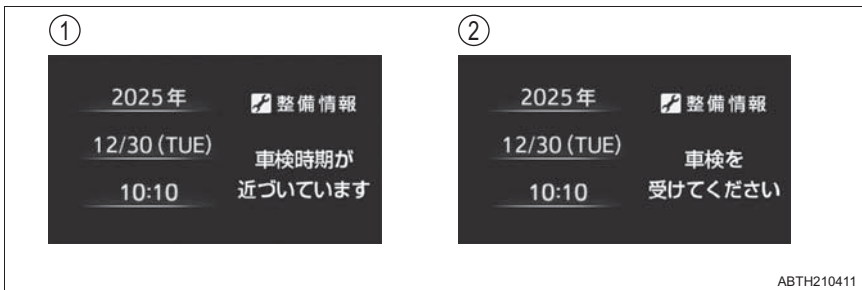 ①
2025年
12/30 (TUE)
10:10
整備情報
車検時期が
近づいています
②
2025年
12/30 (TUE)
10:10
整備情報
車検を
受けてください
ABTH210411